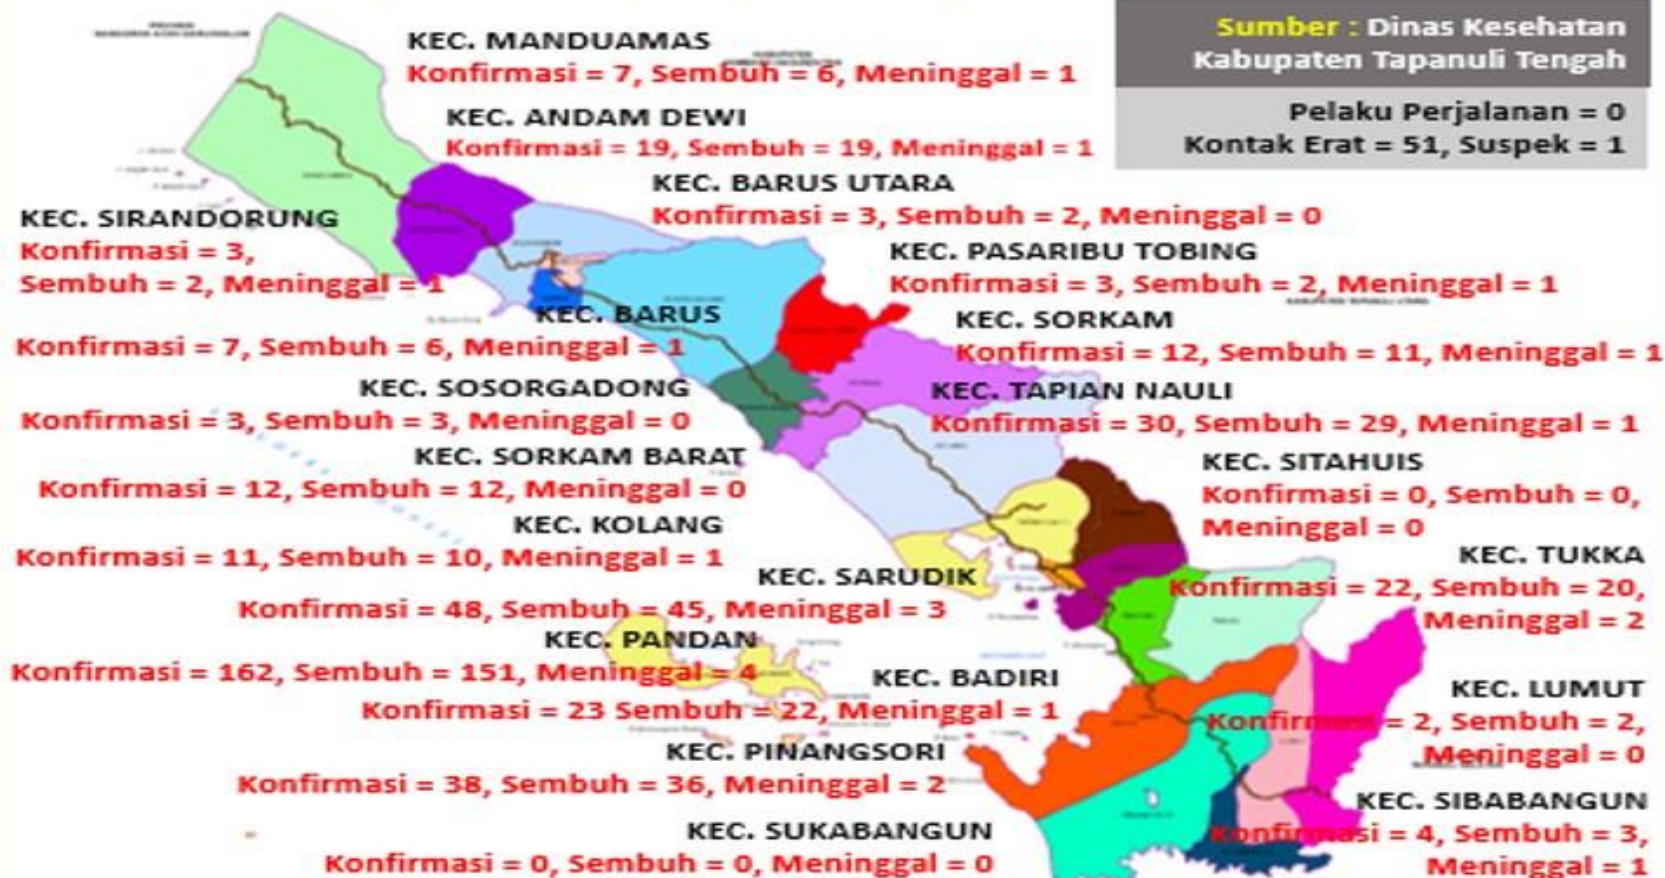 Sumber : Dinas Kesehatan
Kabupaten Tapanuli Tengah
Pelaku Perjalanan = 0
Kontak Erat = 51, Suspek = 1
KEC. MANDUAMAS
Konfirmasi = 7, Sembuh = 6, Meninggal = 1
KEC. ANDAM DEWI
Konfirmasi = 19, Sembuh = 19, Meninggal = 1
KEC. BARUS UTARA
Konfirmasi = 3, Sembuh = 2, Meninggal = 0
KEC. SIRANDORUNG
Konfirmasi = 3,
Sembuh = 2, Meninggal = 1
KEC. PASARIBU TOBING
Konfirmasi = 3, Sembuh = 2, Meninggal = 1
KEC. BARUS
Konfirmasi = 7, Sembuh = 6, Meninggal = 1
KEC. SORKAM
Konfirmasi = 12, Sembuh = 11, Meninggal = 1
KEC. SOSORGADONG
Konfirmasi = 3, Sembuh = 3, Meninggal = 0
KEC. TAPIAN NAULI
Konfirmasi = 30, Sembuh = 29, Meninggal = 1
KEC. SORKAM BARAT
Konfirmasi = 12, Sembuh = 12, Meninggal = 0
KEC. SITAHUIS
Konfirmasi = 0, Sembuh = 0,
Meninggal = 0
KEC. KOLANG
Konfirmasi = 11, Sembuh = 10, Meninggal = 1
KEC. TUKKA
Konfirmasi = 22, Sembuh = 20,
Meninggal = 2
KEC. SARUDIK
Konfirmasi = 48, Sembuh = 45, Meninggal = 3
KEC. PANDAN
Konfirmasi = 162, Sembuh = 151, Meninggal = 4
KEC. BADIRI
Konfirmasi = 23 Sembuh = 22, Meninggal = 1
KEC. LUMUT
Konfirmasi = 2, Sembuh = 2,
Meninggal = 0
KEC. PINANGSORI
Konfirmasi = 38, Sembuh = 36, Meninggal = 2
KEC. SIBABANGUN
Konfirmasi = 4, Sembuh = 3,
Meninggal = 1
KEC. SUKABANGUN
Konfirmasi = 0, Sembuh = 0, Meninggal = 0